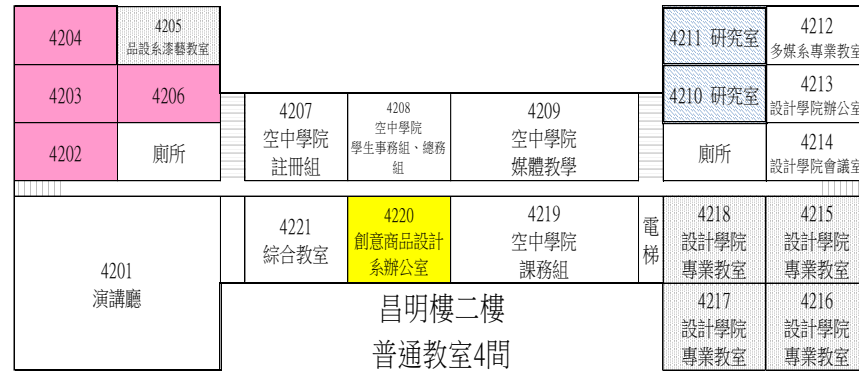 4204
4205
品設系漆藝教室
4211 研究室
4212
多媒系專業教室
4203
4206
4207
空中學院
註冊組
4208
空中學院
學生事務組、總務
組
4209
空中學院
媒體教學
4210 研究室
4213
設計學院辦公室
4202
廁所
廁所
4214
設計學院會議室
4201
演講廳
4221
綜合教室
4220
創意商品設計
系辦公室
4219
空中學院
課務組
電
梯
4218
設計學院
專業教室
4215
設計學院
專業教室
昌明樓二樓
普通教室4間
4217
設計學院
專業教室
4216
設計學院
專業教室